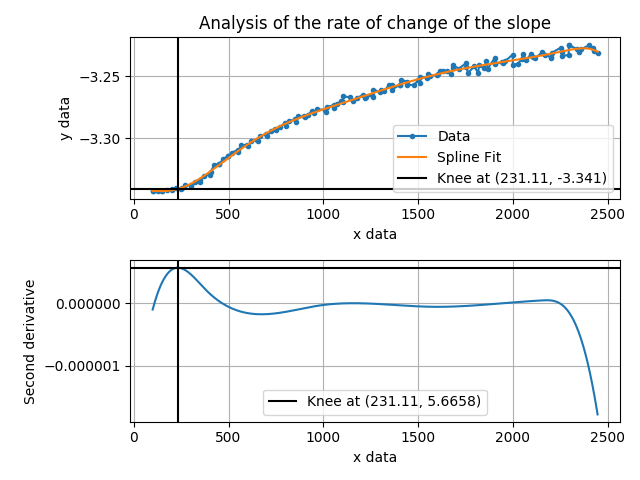 Analysis of the rate of change of the slope
y data
−3.25
−3.30
Data
Spline Fit
Knee at (231.11, -3.341)
0 500 1000 1500 2000 2500
x data
Second derivative
0.000000
−0.000001
Knee at (231.11, 5.6658)
0 500 1000 1500 2000 2500
x data